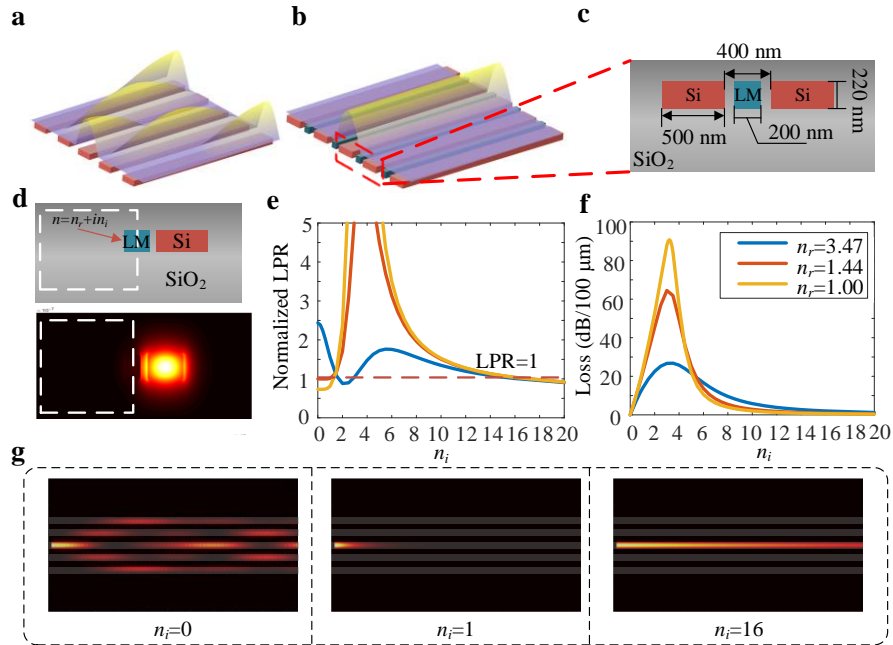 a
b
c
400 nm
Si
LM
Si
220 nm
500 nm
200 nm
SiO₂
d
n=nᵣ+inᵢ
LM
Si
SiO₂
e
5
4
3
2
1
0
Normalized LPR
LPR=1
0 2 4 6 8 10 12 14 16 18 20
nᵢ
f
100
80
60
40
20
0
Loss (dB/100 μm)
nᵣ=3.47
nᵣ=1.44
nᵣ=1.00
0 2 4 6 8 10 12 14 16 18 20
nᵢ
g
nᵢ=0
nᵢ=1
nᵢ=16